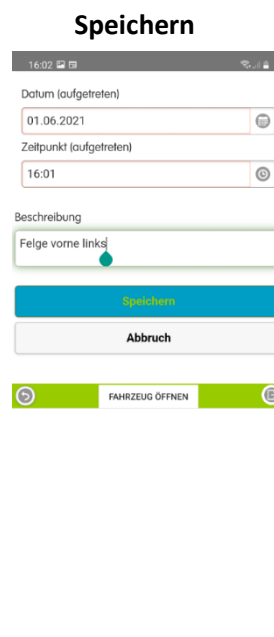 Speichern
16:02
Datum (aufgetreten)
01.06.2021
Zeitpunkt (aufgetreten)
16:01
Beschreibung
Felge vorne links
Speichern
Abbruch
FAHRZEUG ÖFFNEN